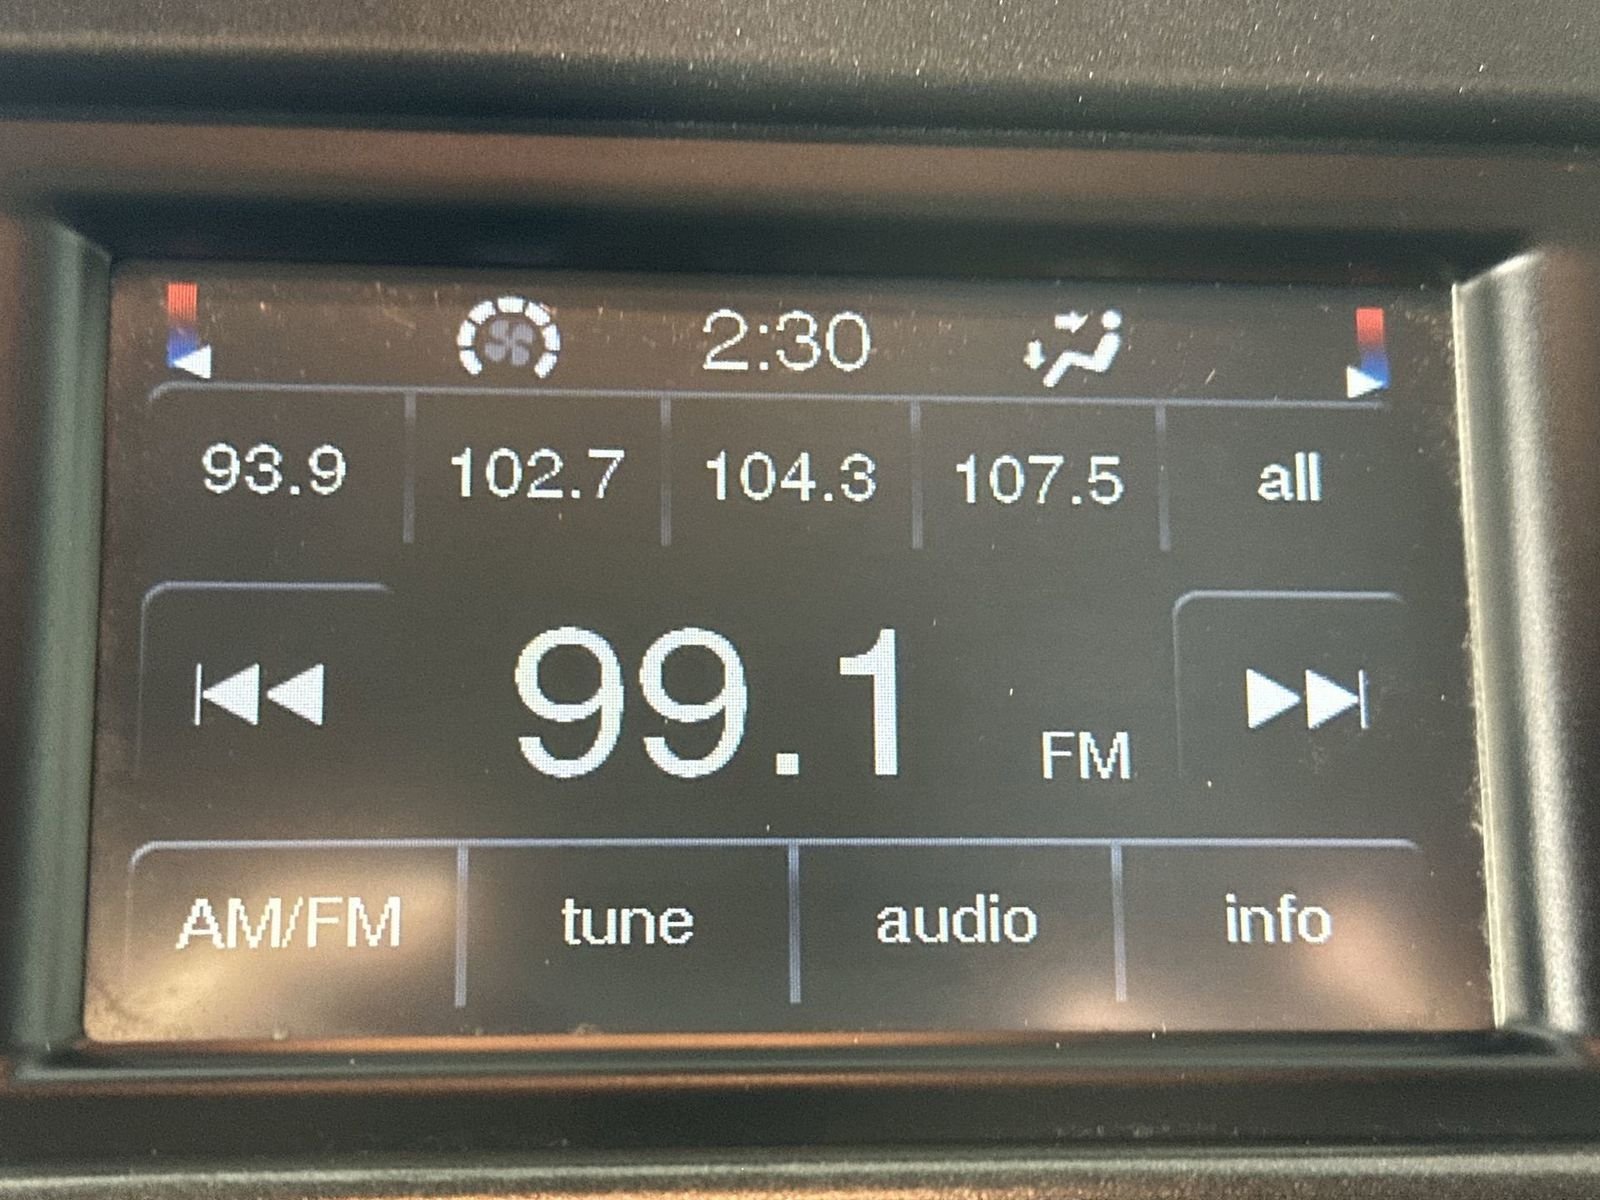 2:30
93.9 102.7 104.3 107.5 all
99.1 FM
AM/FM tune audio info